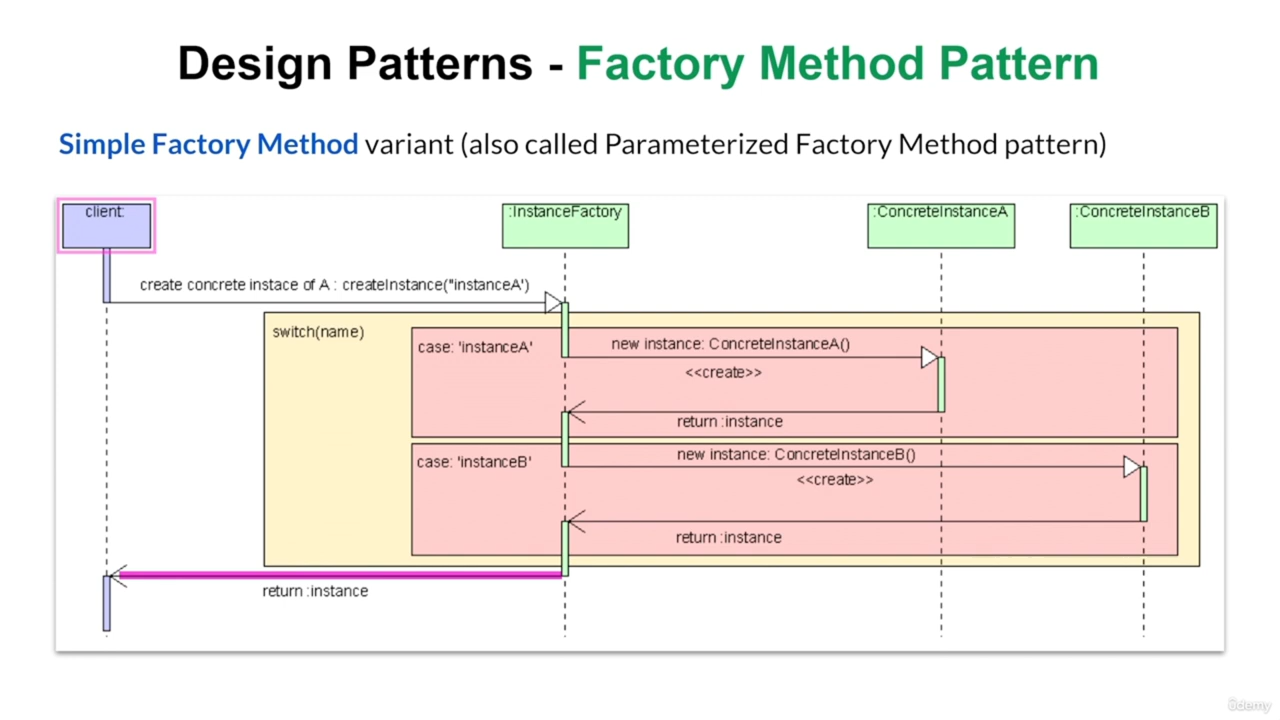 Design Patterns - Factory Method Pattern
Simple Factory Method variant (also called Parameterized Factory Method pattern)
client:
:InstanceFactory
:ConcreteInstanceA
:ConcreteInstanceB
create concrete instace of A : createInstance("instanceA')
switch(name)
case: 'instanceA'
new instance: ConcreteInstanceA()
<<create>>
return :instance
case: 'instanceB'
new instance: ConcreteInstanceB()
<<create>>
return :instance
return :instance
ûdemy